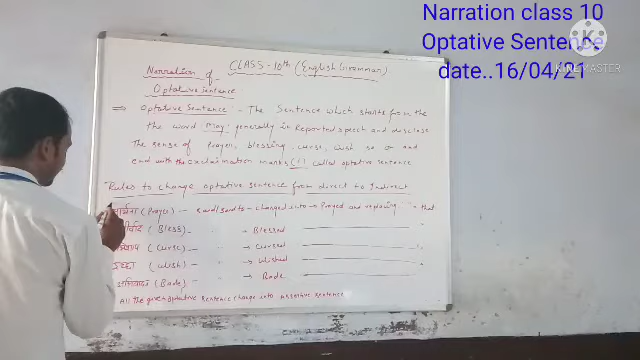 Narration class 10
Optative Sentence
date..16/04/21
KINEMASTER
CLASS-10th (English Grammar)
Narration of
Optative Sentence
⇒ Optative Sentence - The Sentence which starts from the
the word May generally in Reported speech and disclose
The sense of Prayer, blessing, curse, wish so on and
end with the exclamation marks (!) called optative sentence
Rules to change optative sentence from direct to Indirect
(Prayer) - said/said to - changed into → Prayed and replacing " " that
(Bless) - " → Blessed "
(Curse) - " → Cursed "
इच्छा (Wish) - " → Wished "
(Bade) - " → Bade
All the given optative sentence change into assertive sentence